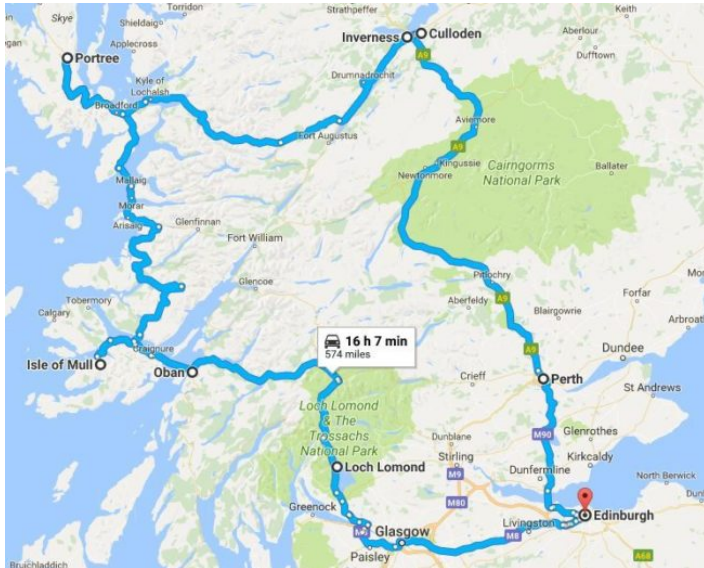 Strathpeffer
Keith
Shieldaig
Torridon
Inverness
Culloden
Aberlour
Skye
Applecross
Dufftown
Portree
A9
Kyle of
Lochalsh
Drumnadrochit
Broadford
Aviemore
Fort Augustus
A9
Kingussie
Cairngorms
National Park
Ballater
Newtonmore
Mallaig
Morar
Arisaig
Glenfinnan
Fort William
Pitlochry
Glencoe
Tobermory
A9
Forfar
Calgary
Aberfeldy
Blairgowrie
Arbroath
Craignure
16 h 7 min
574 miles
A9
Dundee
Isle of Mull
Oban
Crieff
Perth
St Andrews
Loch Lomond
& The
Trossachs
National Park
M90
Glenrothes
Dunblane
Stirling
Kirkcaldy
Loch Lomond
M9
Dunfermline
North Berwick
Greenock
M80
Edinburgh
Glasgow
Livingston
M8
Paisley
Bruichladdich
A68